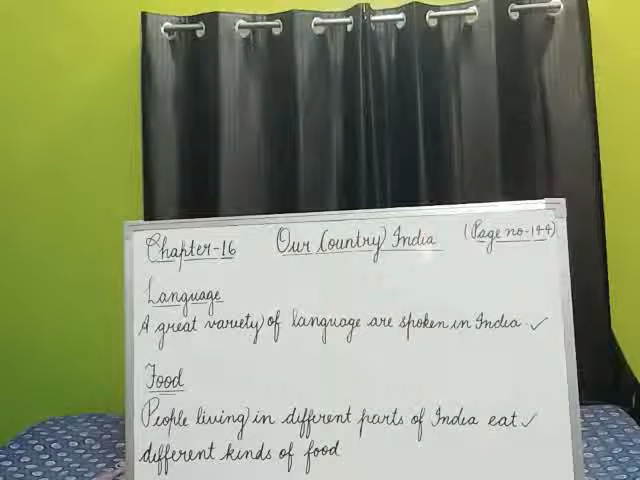 Chapter-16 Our Country India (Page no-144)
Language
A great variety of language are spoken in India ✓
Food
People living in different parts of India eat ✓
different kinds of food